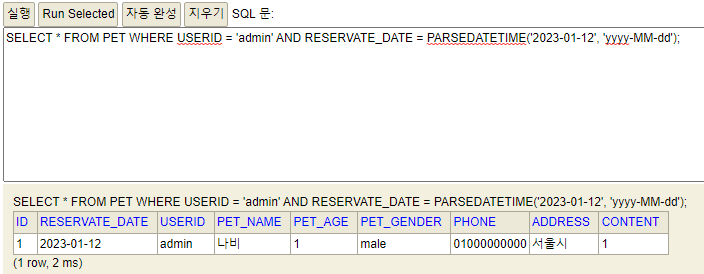 실행 Run Selected 자동 완성 지우기 SQL 문:
SELECT * FROM PET WHERE USERID = 'admin' AND RESERVATE_DATE = PARSEDATETIME('2023-01-12', 'yyyy-MM-dd');
SELECT * FROM PET WHERE USERID = 'admin' AND RESERVATE_DATE = PARSEDATETIME('2023-01-12', 'yyyy-MM-dd');
ID RESERVATE_DATE USERID PET_NAME PET_AGE PET_GENDER PHONE ADDRESS CONTENT
1 2023-01-12 admin 나비 1 male 01000000000 서울시 1
(1 row, 2 ms)